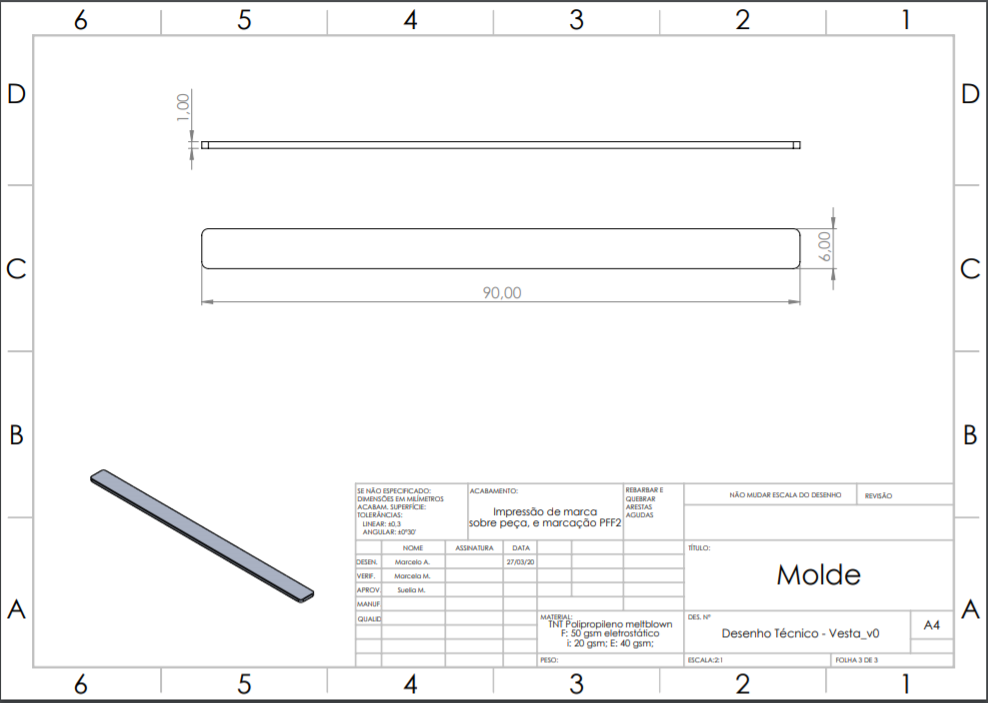 6 5 4 3 2 1
D D
1,00
C C
6,00
90,00
B B
A A
SE NÃO ESPECIFICADO:
DIMENSÕES EM MILÍMETROS
ACABAM. SUPERFÍCIE:
TOLERÂNCIAS:
LINEAR: ±0.3
ANGULAR: ±0°30'
ACABAMENTO:
Impressão de marca
sobre peça, e marcação PFF2
REBARBAR E
QUEBRAR
ARESTAS
AGUDAS
NÃO MUDAR ESCALA DO DESENHO
REVISÃO
NOME ASSINATURA DATA
DESEN. Marcelo A. 27/03/20
VERIF. Marcela M.
APROV. Suelia M.
MANUF
QUALID
TÍTULO:
Molde
MATERIAL:
TNT Polipropileno meltblown
F: 50 gsm eletrostático
i: 20 gsm; E: 40 gsm;
DES. Nº
Desenho Técnico - Vesta_v0
A4
PESO:
ESCALA:2:1
FOLHA 3 DE 3
6 5 4 3 2 1